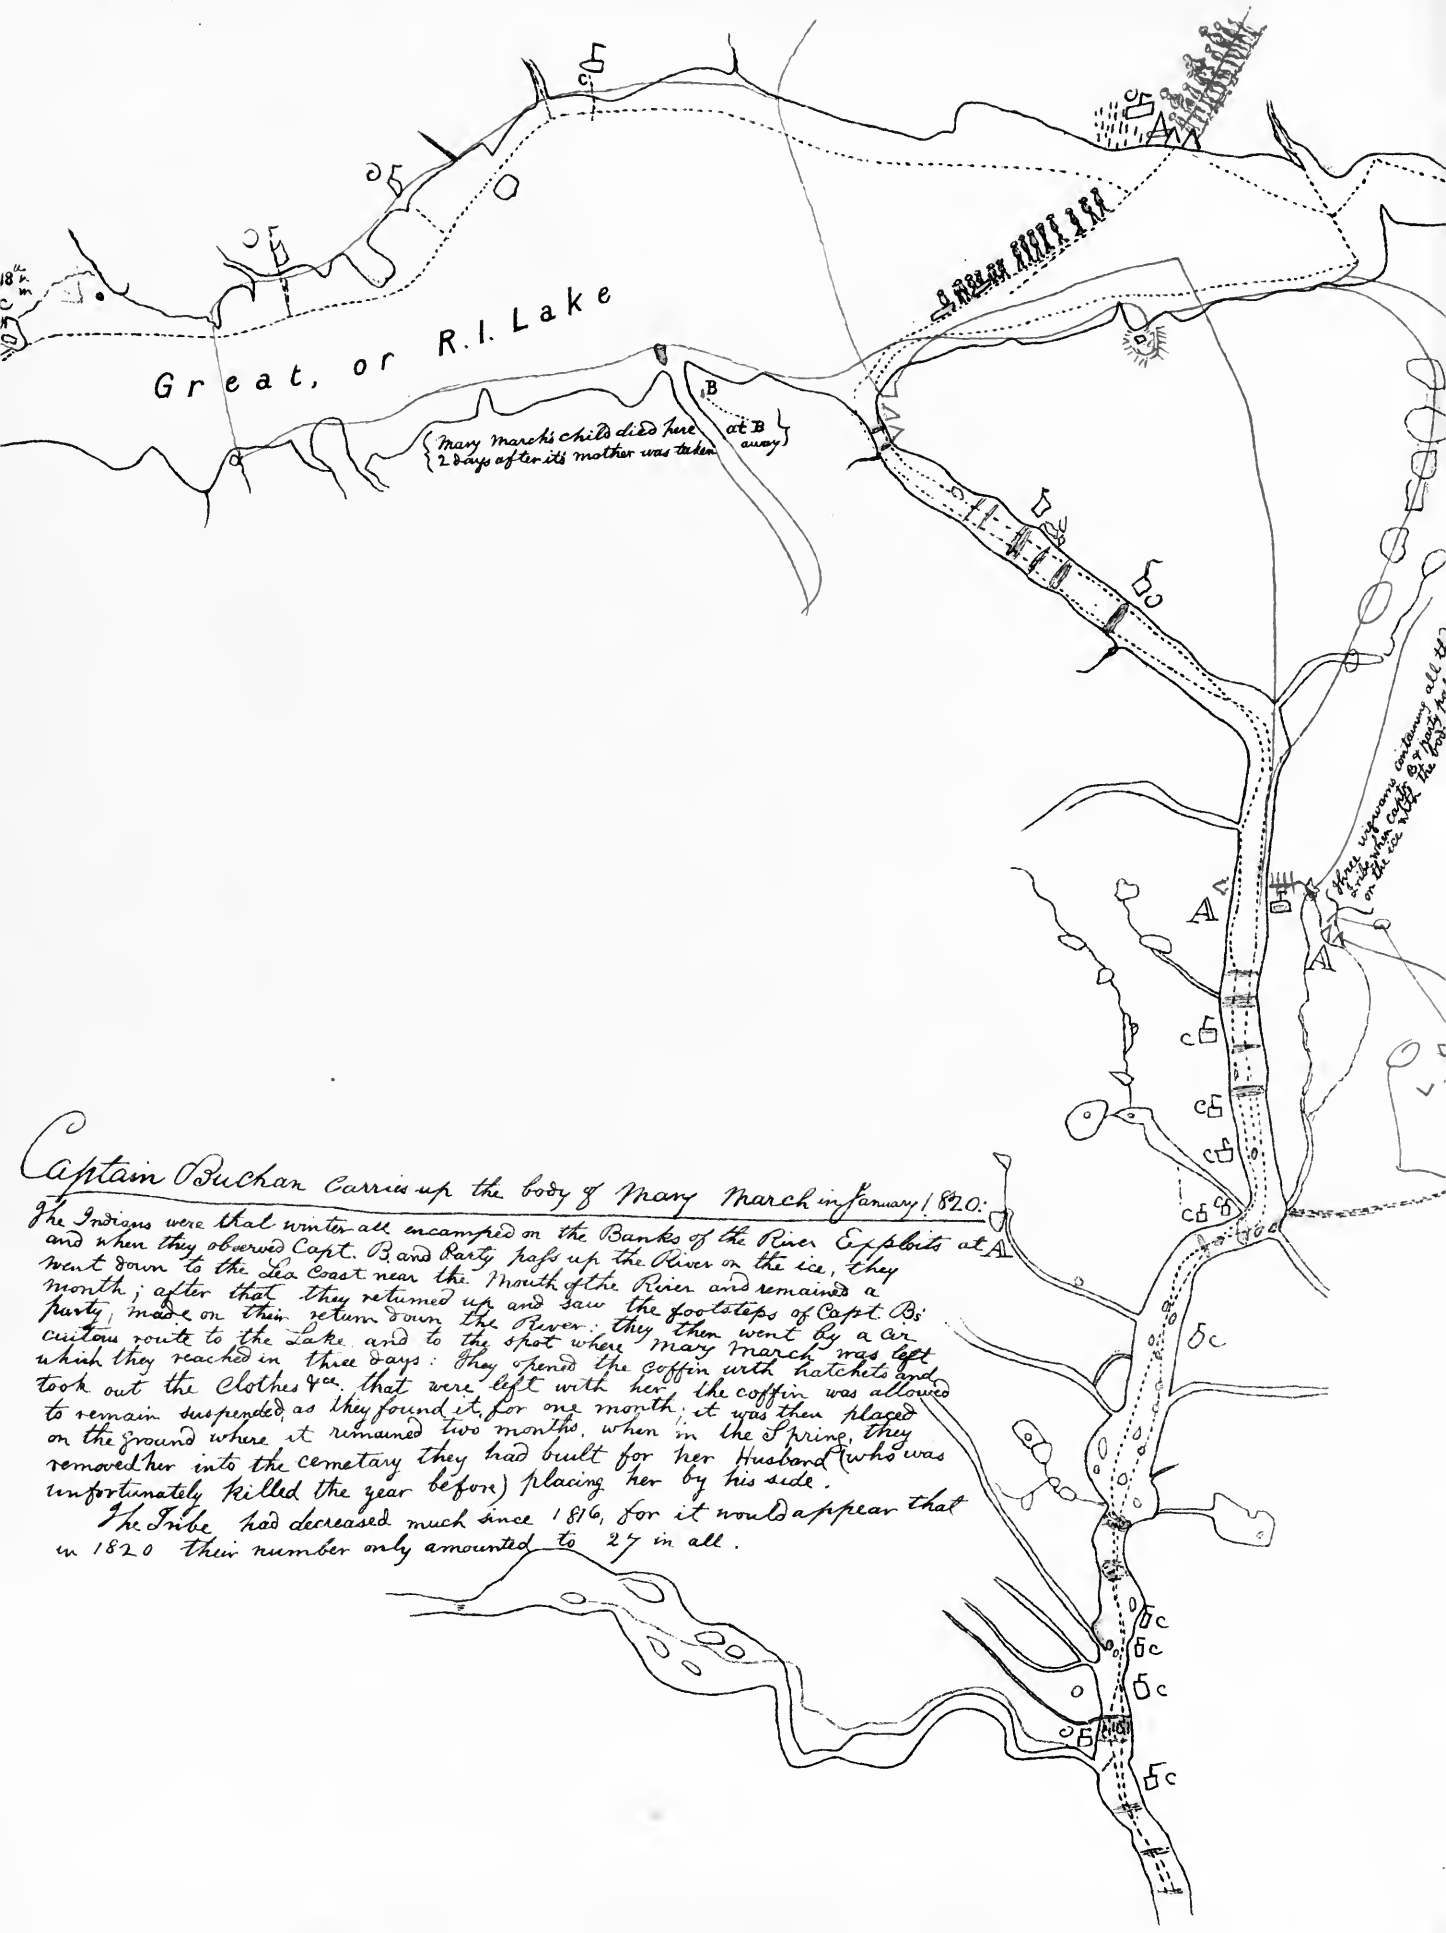 Great, or R.I. Lake
18
m
C
B
{Mary March's child died here at B}
{2 days after its mother was taken away}
Three wigwams containing all th
Tribe when Captn B & party pa
on the ice with the bod
A
A
A
C
C
C
C
C
C
C
C
C
C
C
C
Captain Buchan carries up the body of Mary March in January 1820:
The Indians were that winter all encamped on the Banks of the River Exploits at A
and when they observed Capt. B. and Party pass up the River on the ice, they
went down to the Sea Coast near the Mouth of the River and remained a
month; after that they returned up and saw the footsteps of Capt. B's
party, made on their return down the River: they then went by a cir
cuitous route to the Lake and to the spot where Mary March was left
which they reached in three days: They opened the coffin with hatchets and
took out the clothes &ce. that were left with her the coffin was allowed
to remain suspended, as they found it, for one month; it was then placed
on the ground where it remained two months, when in the Spring, they
removed her into the cemetary they had built for her Husband (who was
unfortunately killed the year before) placing her by his side.
The Tribe had decreased much since 1816, for it would appear that
in 1820 their number only amounted to 27 in all.